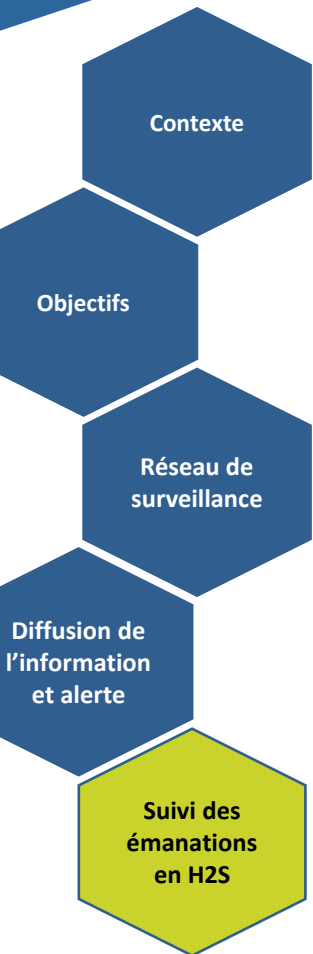 Contexte
Objectifs
Réseau de
surveillance
Diffusion de
l’information
et alerte
Suivi des
émanations
en H2S